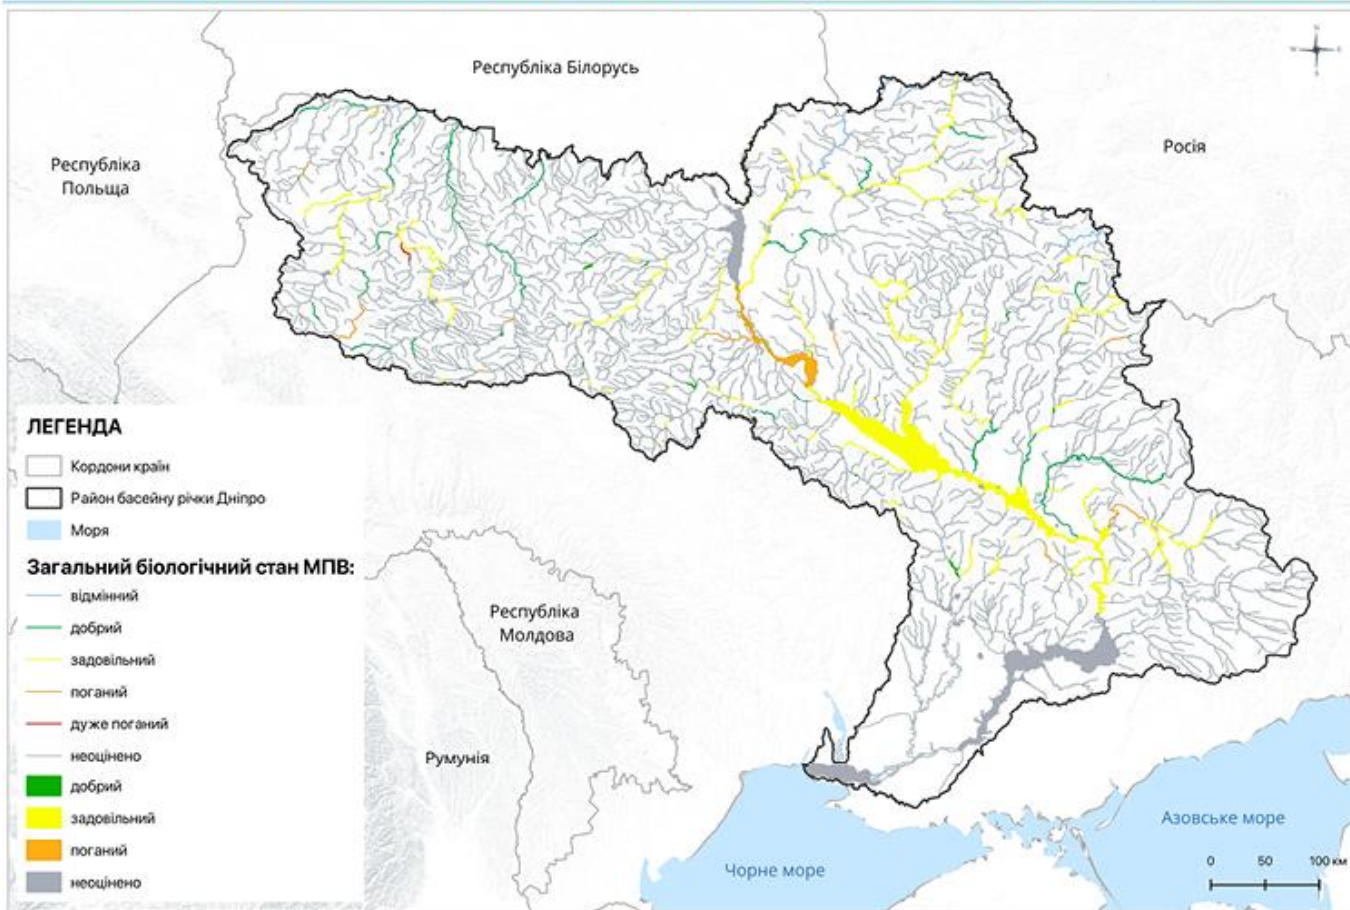 Республіка Білорусь
Росія
Республіка
Польща
ЛЕГЕНДА
Кордони країн
Район басейну річки Дніпро
Моря
Загальний біологічний стан МПВ:
відмінний
добрий
задовільний
поганий
дуже поганий
неоцінено
добрий
задовільний
поганий
неоцінено
Республіка
Молдова
Румунія
Чорне море
Азовське море
0 50 100 км